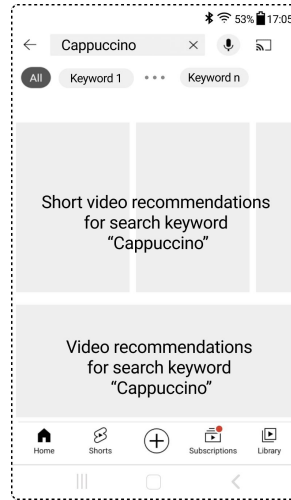 53% 17:05
Cappuccino
All Keyword 1 Keyword n
Short video recommendations
for search keyword
“Cappuccino”
Video recommendations
for search keyword
“Cappuccino”
Home Shorts Subscriptions Library